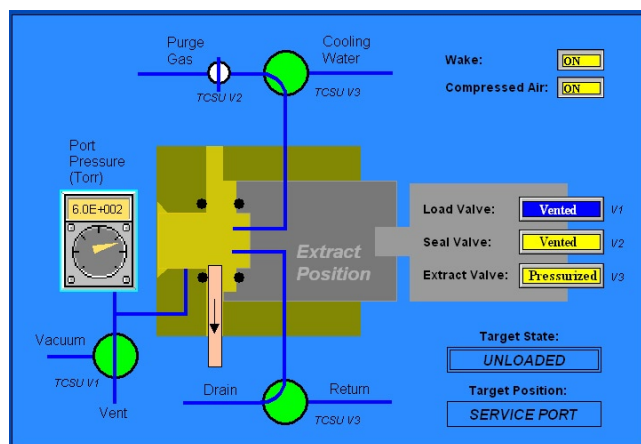 Purge
Gas
Cooling
Water
TCSU V2
TCSU V3
Wake:
ON
Compressed Air:
ON
Port
Pressure
(Torr)
6.0E+002
Extract
Position
Load Valve:
Vented
V1
Seal Valve:
Vented
V2
Extract Valve:
Pressurized
V3
Vacuum
TCSU V1
Vent
Drain
Return
TCSU V3
Target State:
UNLOADED
Target Position:
SERVICE PORT